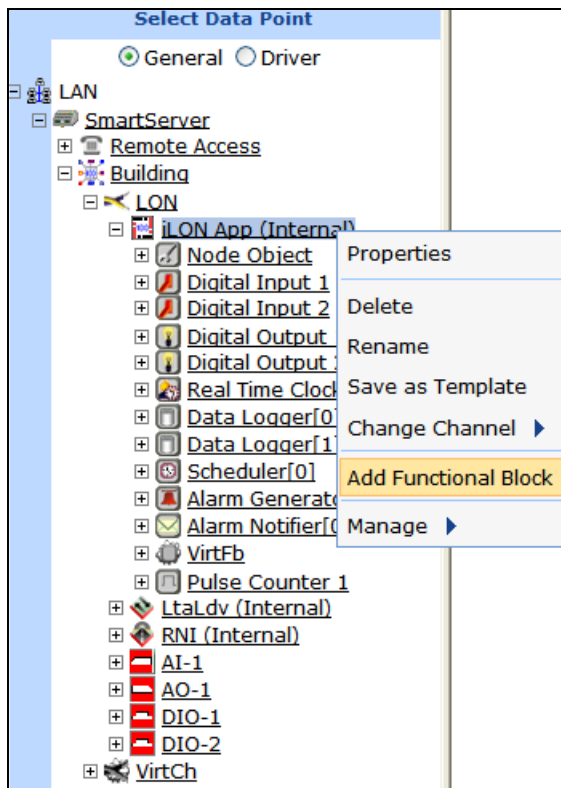 Select Data Point
General Driver
LAN
SmartServer
Remote Access
Building
LON
iLON App (Internal)
Properties
Node Object
Digital Input 1
Delete
Digital Input 2
Rename
Digital Output
Digital Output
Save as Template
Real Time Clock
Data Logger[0]
Change Channel
Data Logger[1]
Scheduler[0]
Add Functional Block
Alarm Generato
Alarm Notifier[0
Manage
VirtFb
Pulse Counter 1
LtaLdv (Internal)
RNI (Internal)
AI-1
AO-1
DIO-1
DIO-2
VirtCh